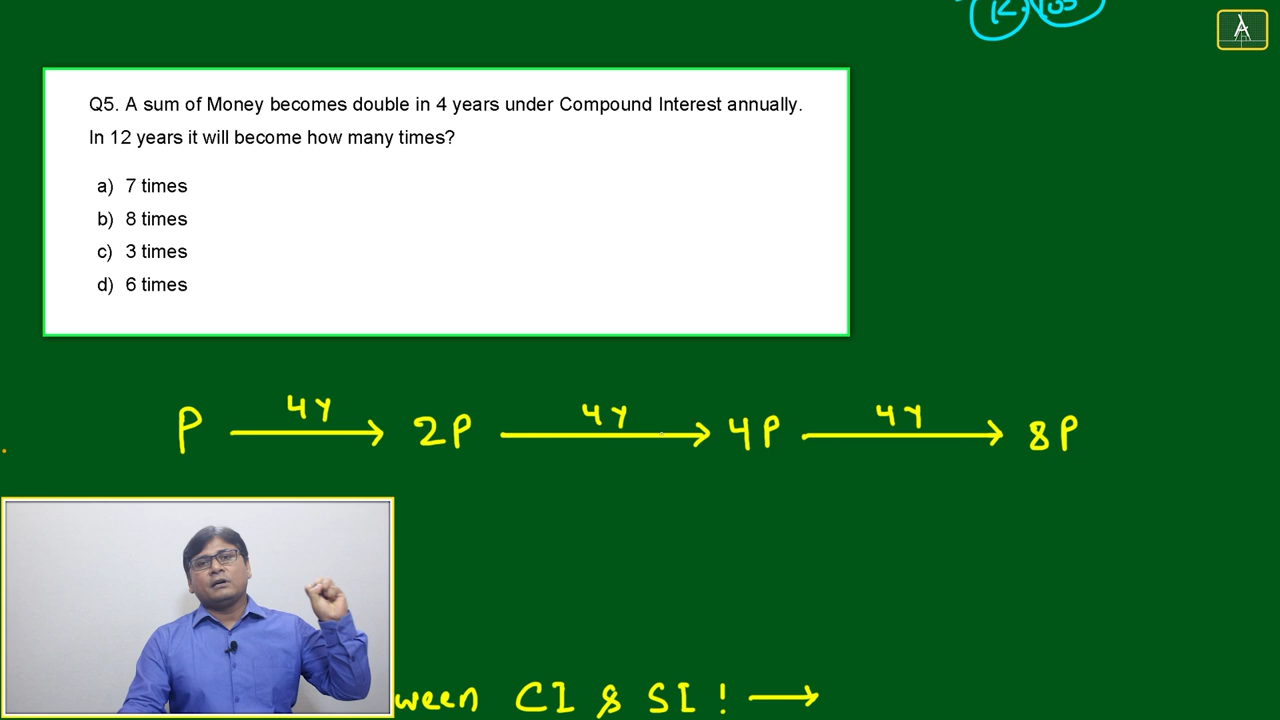 Q5. A sum of Money becomes double in 4 years under Compound Interest annually.
In 12 years it will become how many times?
a) 7 times
b) 8 times
c) 3 times
d) 6 times
P 4Y → 2P 4Y → 4P 4Y → 8P
ween CI & SI ! →